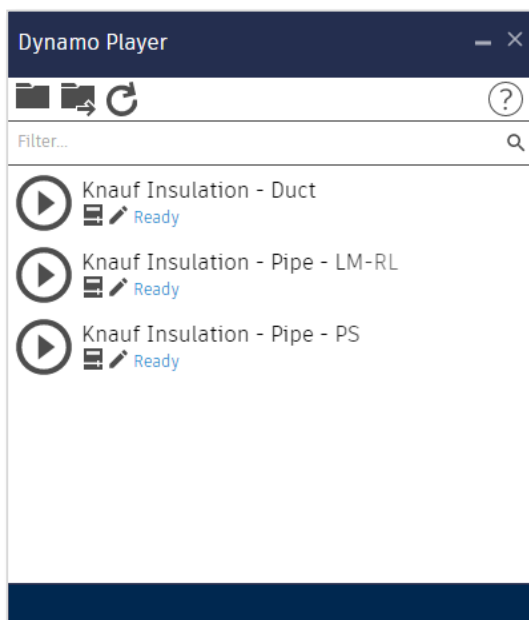 Dynamo Player
?
Filter...
Knauf Insulation - Duct
Ready
Knauf Insulation - Pipe - LM-RL
Ready
Knauf Insulation - Pipe - PS
Ready